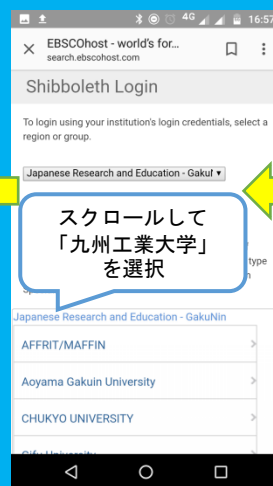 4G 16:57
EBSCOhost - world's for...
search.ebscohost.com
Shibboleth Login
To login using your institution's login credentials, select a
region or group.
Japanese Research and Education - Gakuf
スクロールして
「九州工業大学」
を選択
type
Japanese Research and Education - GakuNin
AFFRIT/MAFFIN
Aoyama Gakuin University
CHUKYO UNIVERSITY